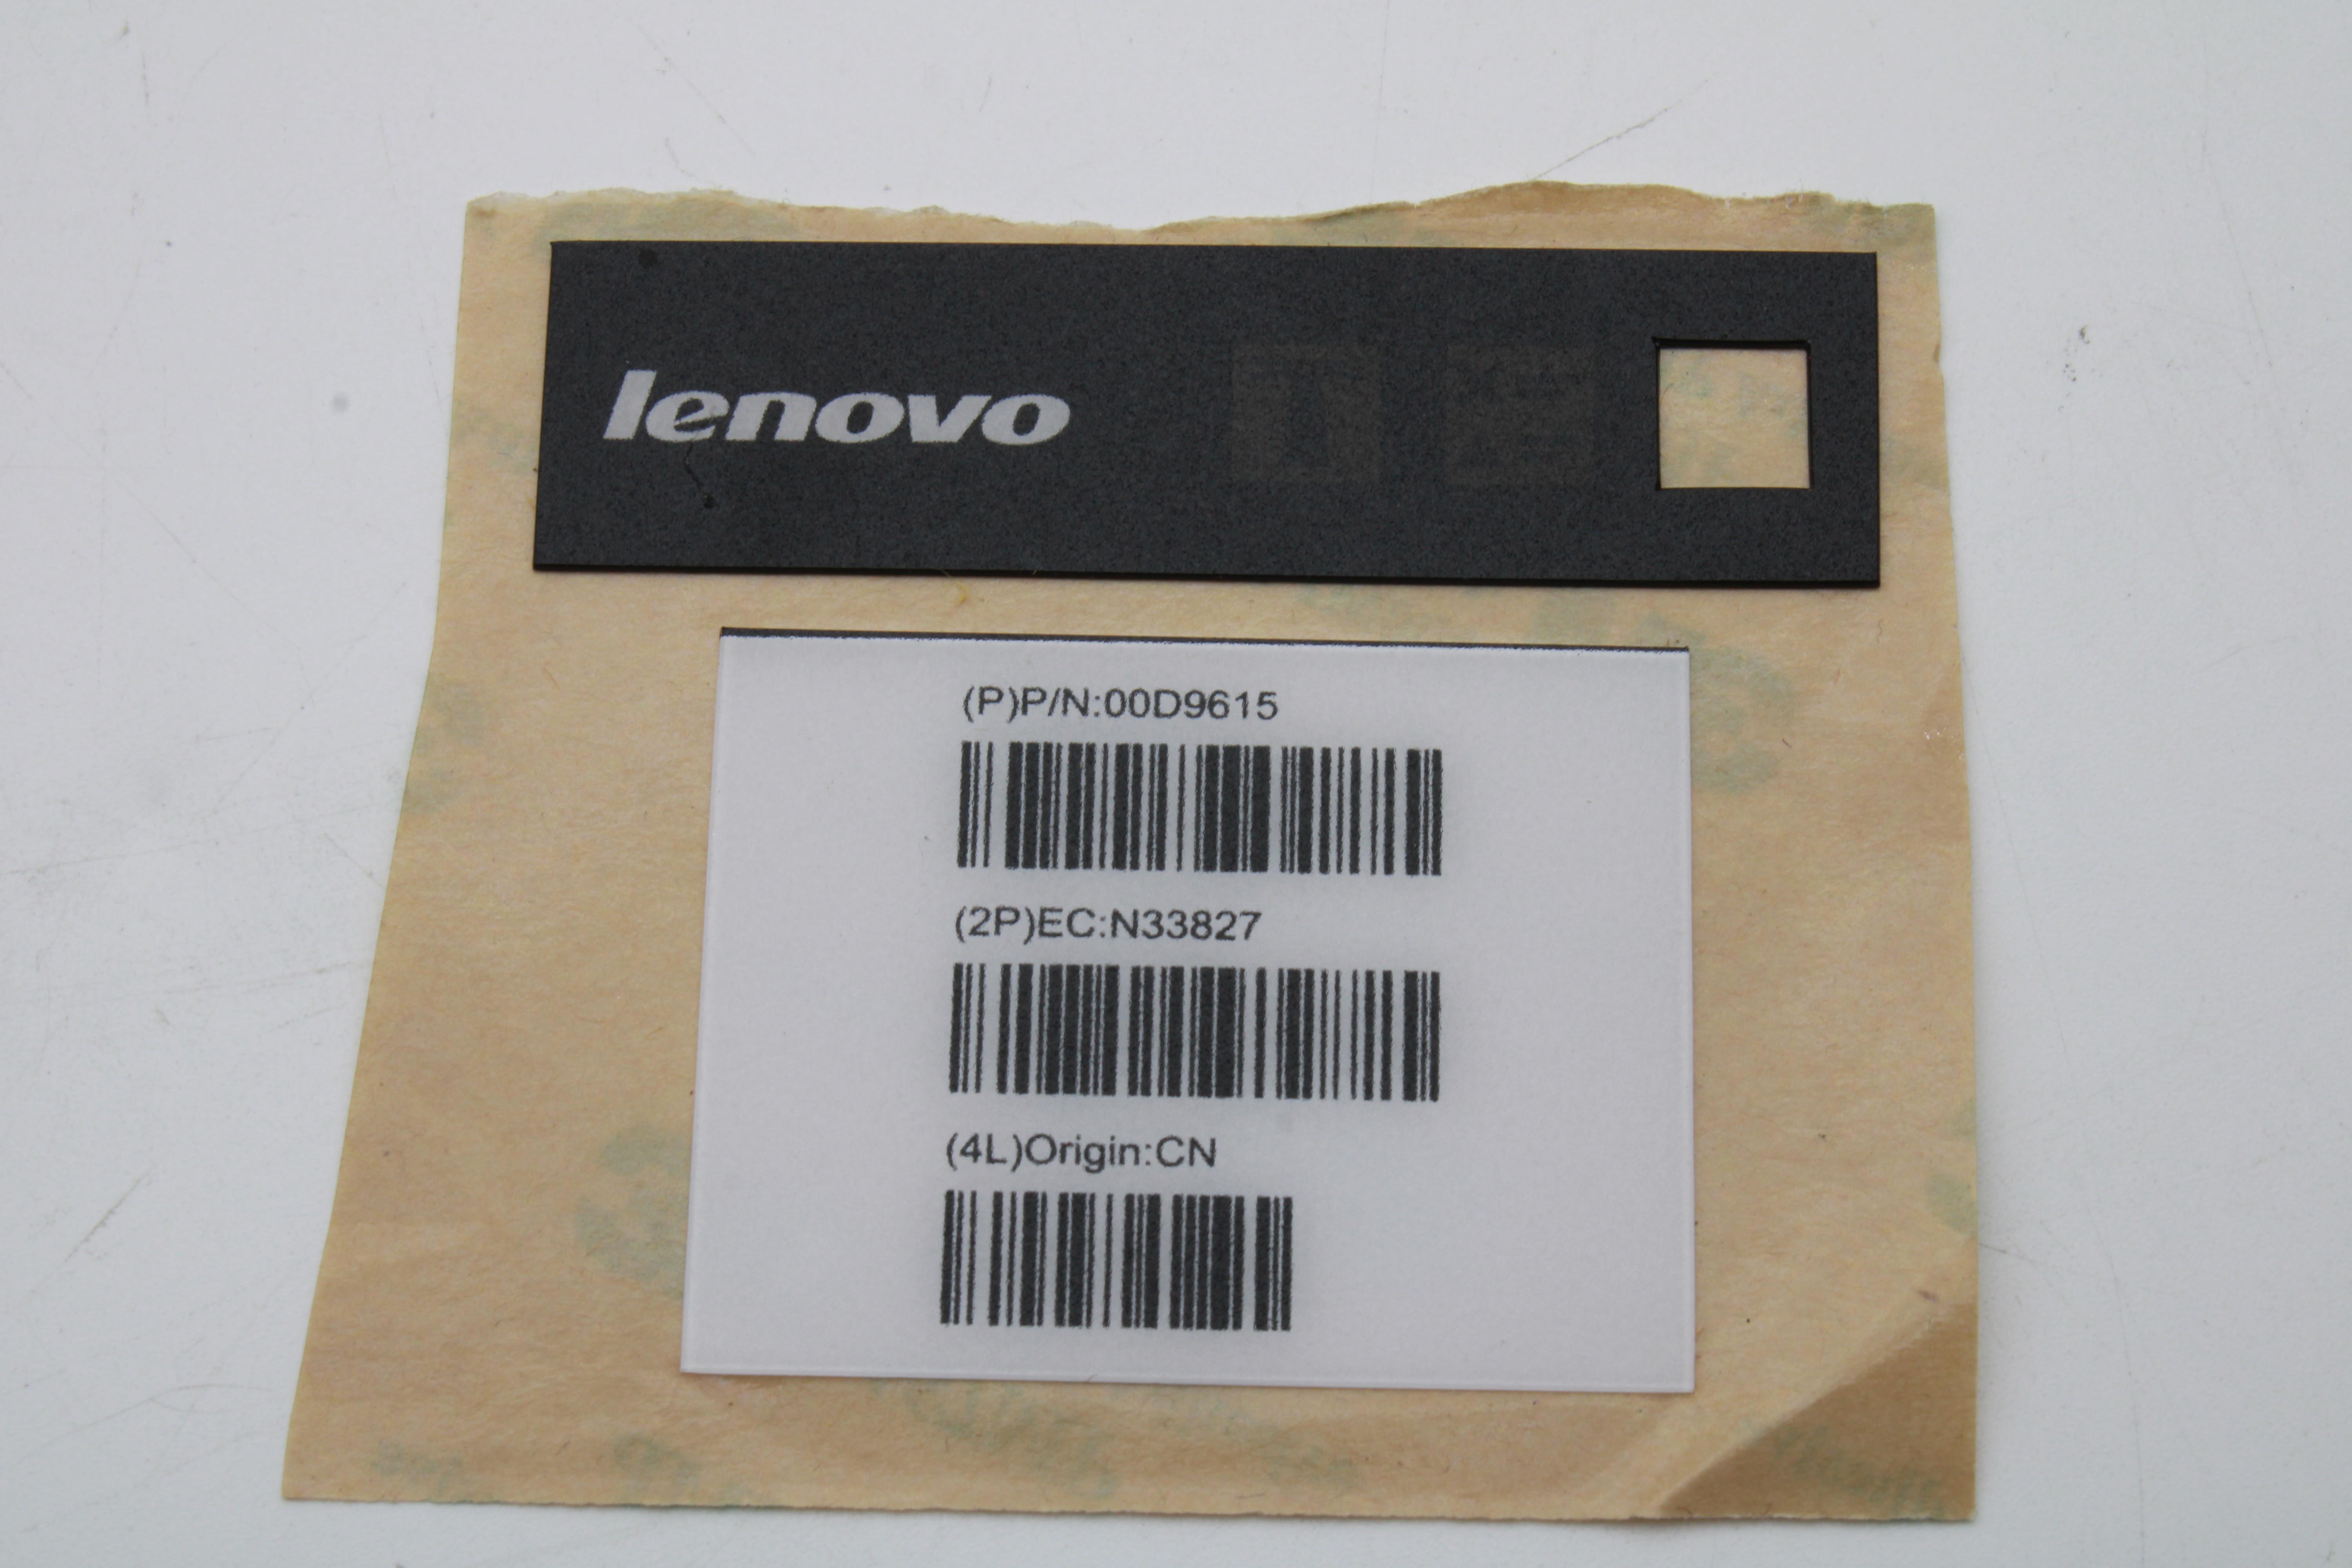 lenovo
(P)P/N:00D9615
(2P)EC:N33827
(4L)Origin:CN